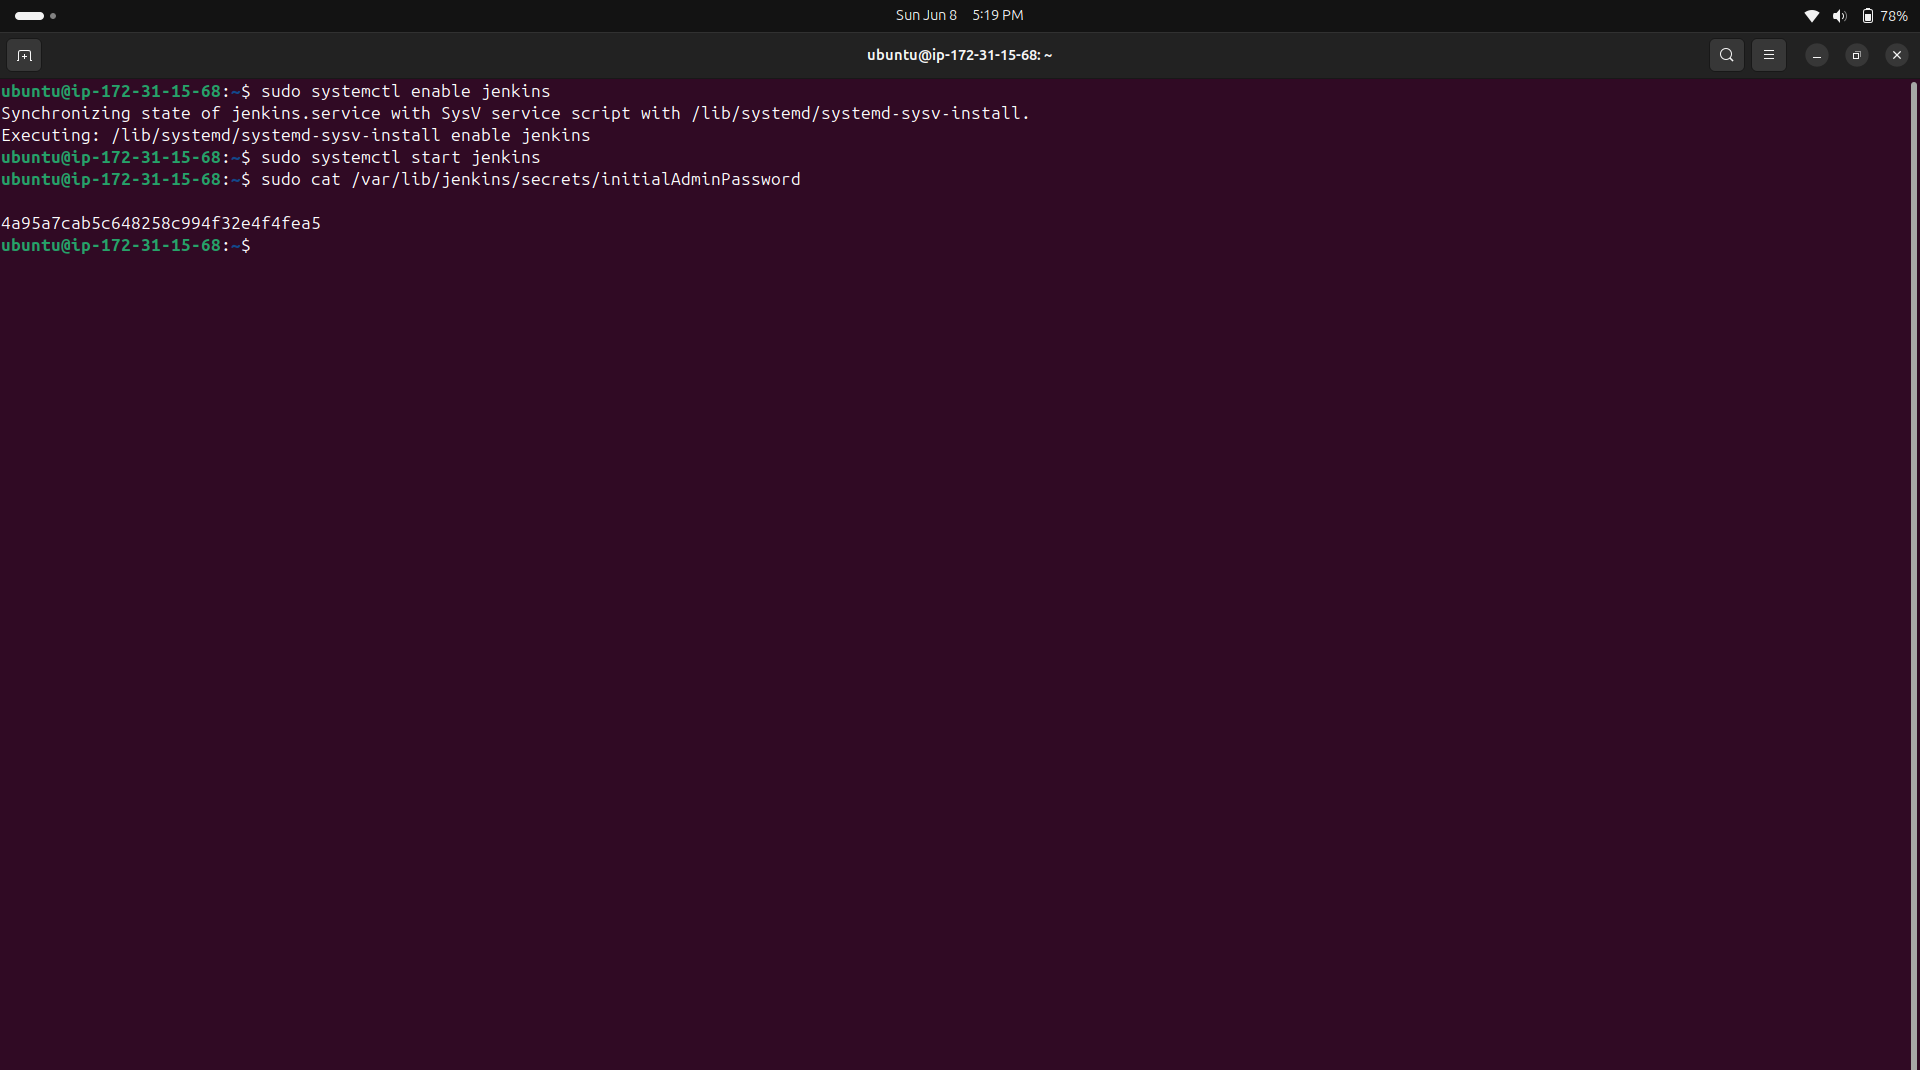 Sun Jun 8 5:19 PM
78%
ubuntu@ip-172-31-15-68: ~
ubuntu@ip-172-31-15-68:~$ sudo systemctl enable jenkins
Synchronizing state of jenkins.service with SysV service script with /lib/systemd/systemd-sysv-install.
Executing: /lib/systemd/systemd-sysv-install enable jenkins
ubuntu@ip-172-31-15-68:~$ sudo systemctl start jenkins
ubuntu@ip-172-31-15-68:~$ sudo cat /var/lib/jenkins/secrets/initialAdminPassword
4a95a7cab5c648258c994f32e4f4fea5
ubuntu@ip-172-31-15-68:~$